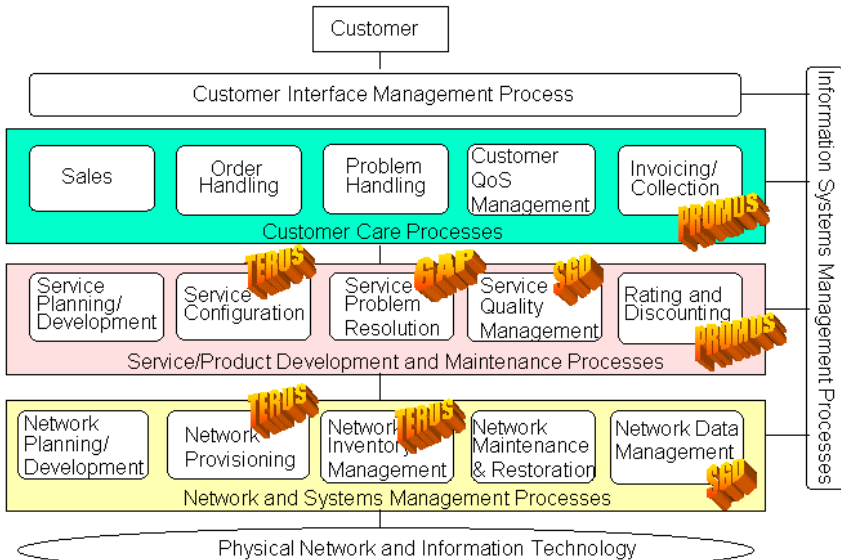 Customer
Customer Interface Management Process
Information Systems Management Processes
Sales
Order
Handling
Problem
Handling
Customer
QoS
Management
Invoicing/
Collection
PROMUS
Customer Care Processes
TERUS
GAP
SGD
Service
Planning/
Development
Service
Configuration
Service
Problem
Resolution
Service
Quality
Management
Rating and
Discounting
PROMUS
Service/Product Development and Maintenance Processes
TERUS
TERUS
Network
Planning/
Development
Network
Provisioning
Network
Inventory
Management
Network
Maintenance
& Restoration
Network Data
Management
SGD
Network and Systems Management Processes
Physical Network and Information Technology